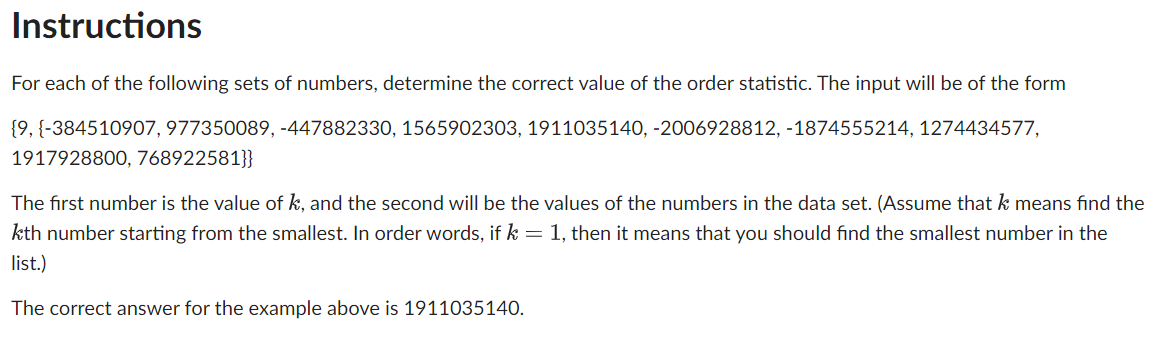 Instructions
For each of the following sets of numbers, determine the correct value of the order statistic. The input will be of the form
{9, {-384510907, 977350089, -447882330, 1565902303, 1911035140, -2006928812, -1874555214, 1274434577,
1917928800, 768922581}}
The first number is the value of k, and the second will be the values of the numbers in the data set. (Assume that k means find the
kth number starting from the smallest. In order words, if k = 1, then it means that you should find the smallest number in the
list.)
The correct answer for the example above is 1911035140.